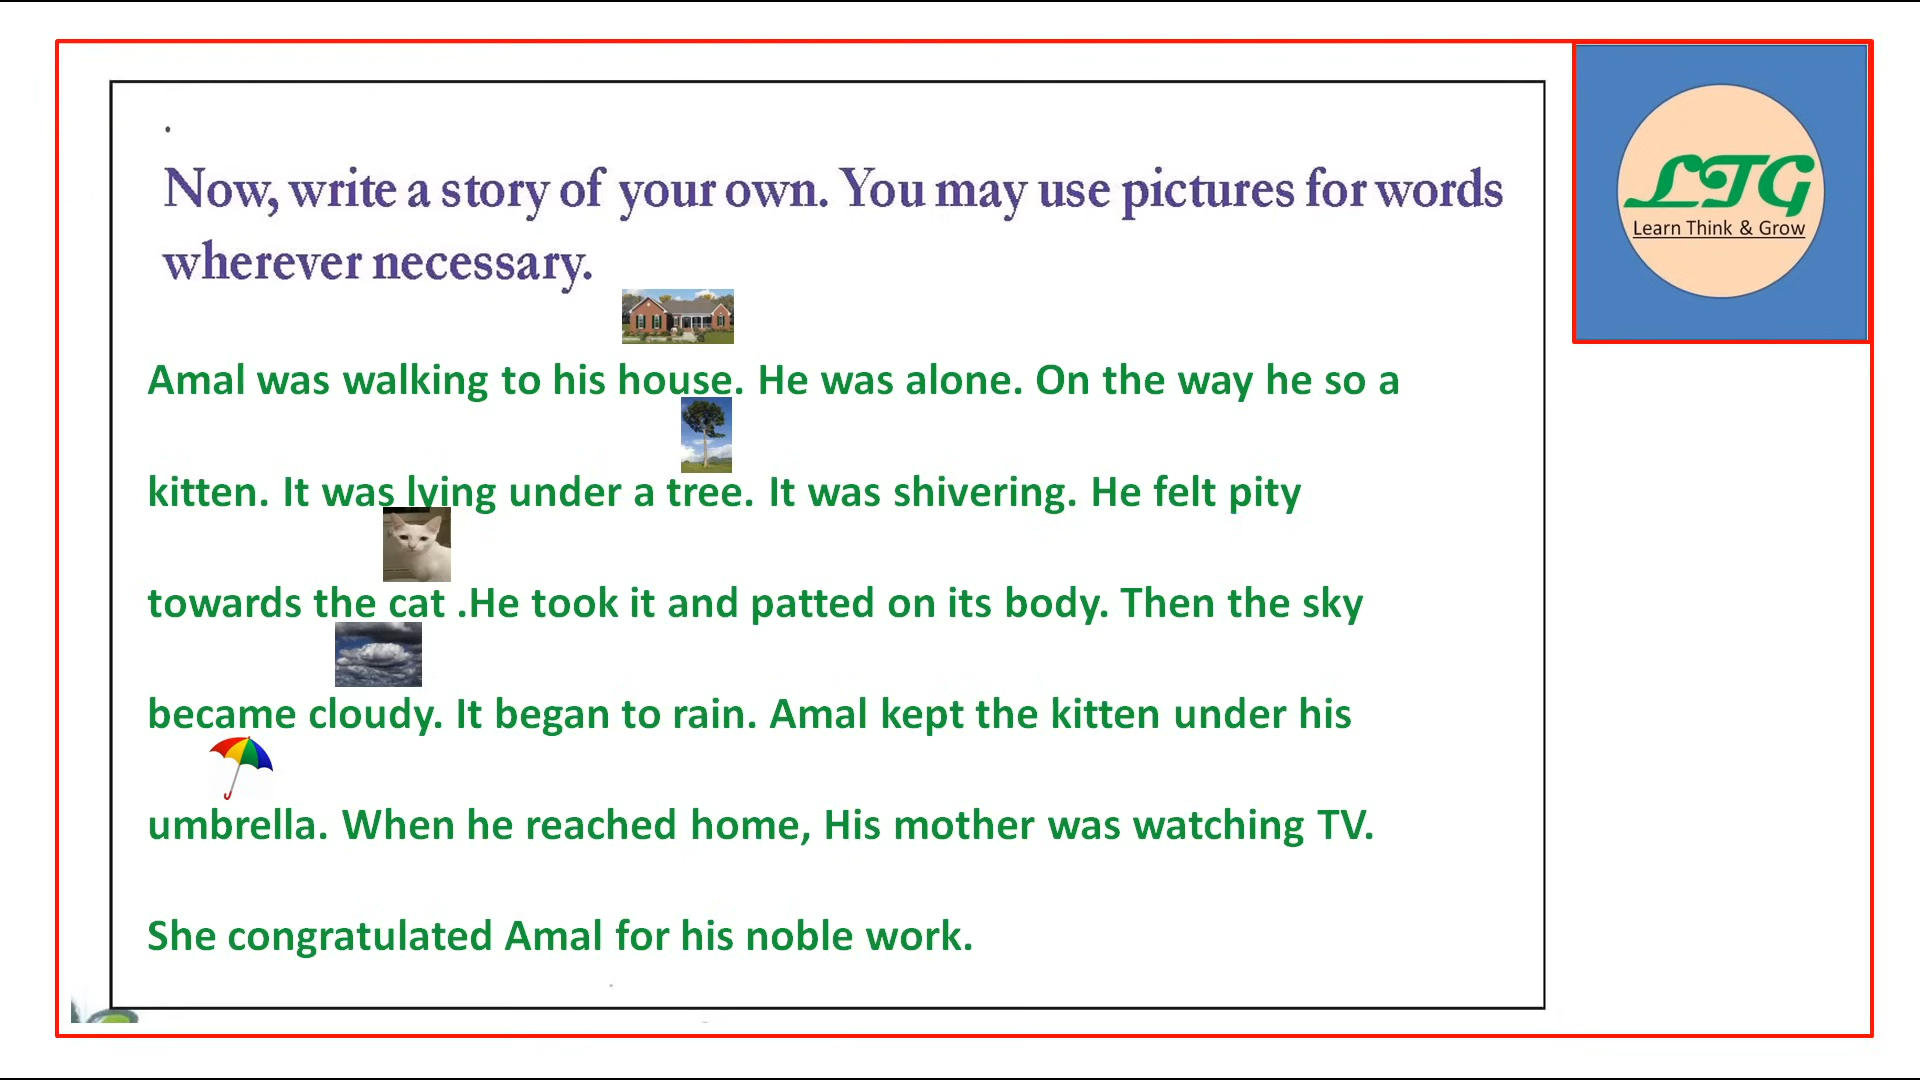 Now, write a story of your own. You may use pictures for words
wherever necessary.
Amal was walking to his house. He was alone. On the way he so a
kitten. It was lying under a tree. It was shivering. He felt pity
towards the cat .He took it and patted on its body. Then the sky
became cloudy. It began to rain. Amal kept the kitten under his
umbrella. When he reached home, His mother was watching TV.
She congratulated Amal for his noble work.
LTG
Learn Think & Grow